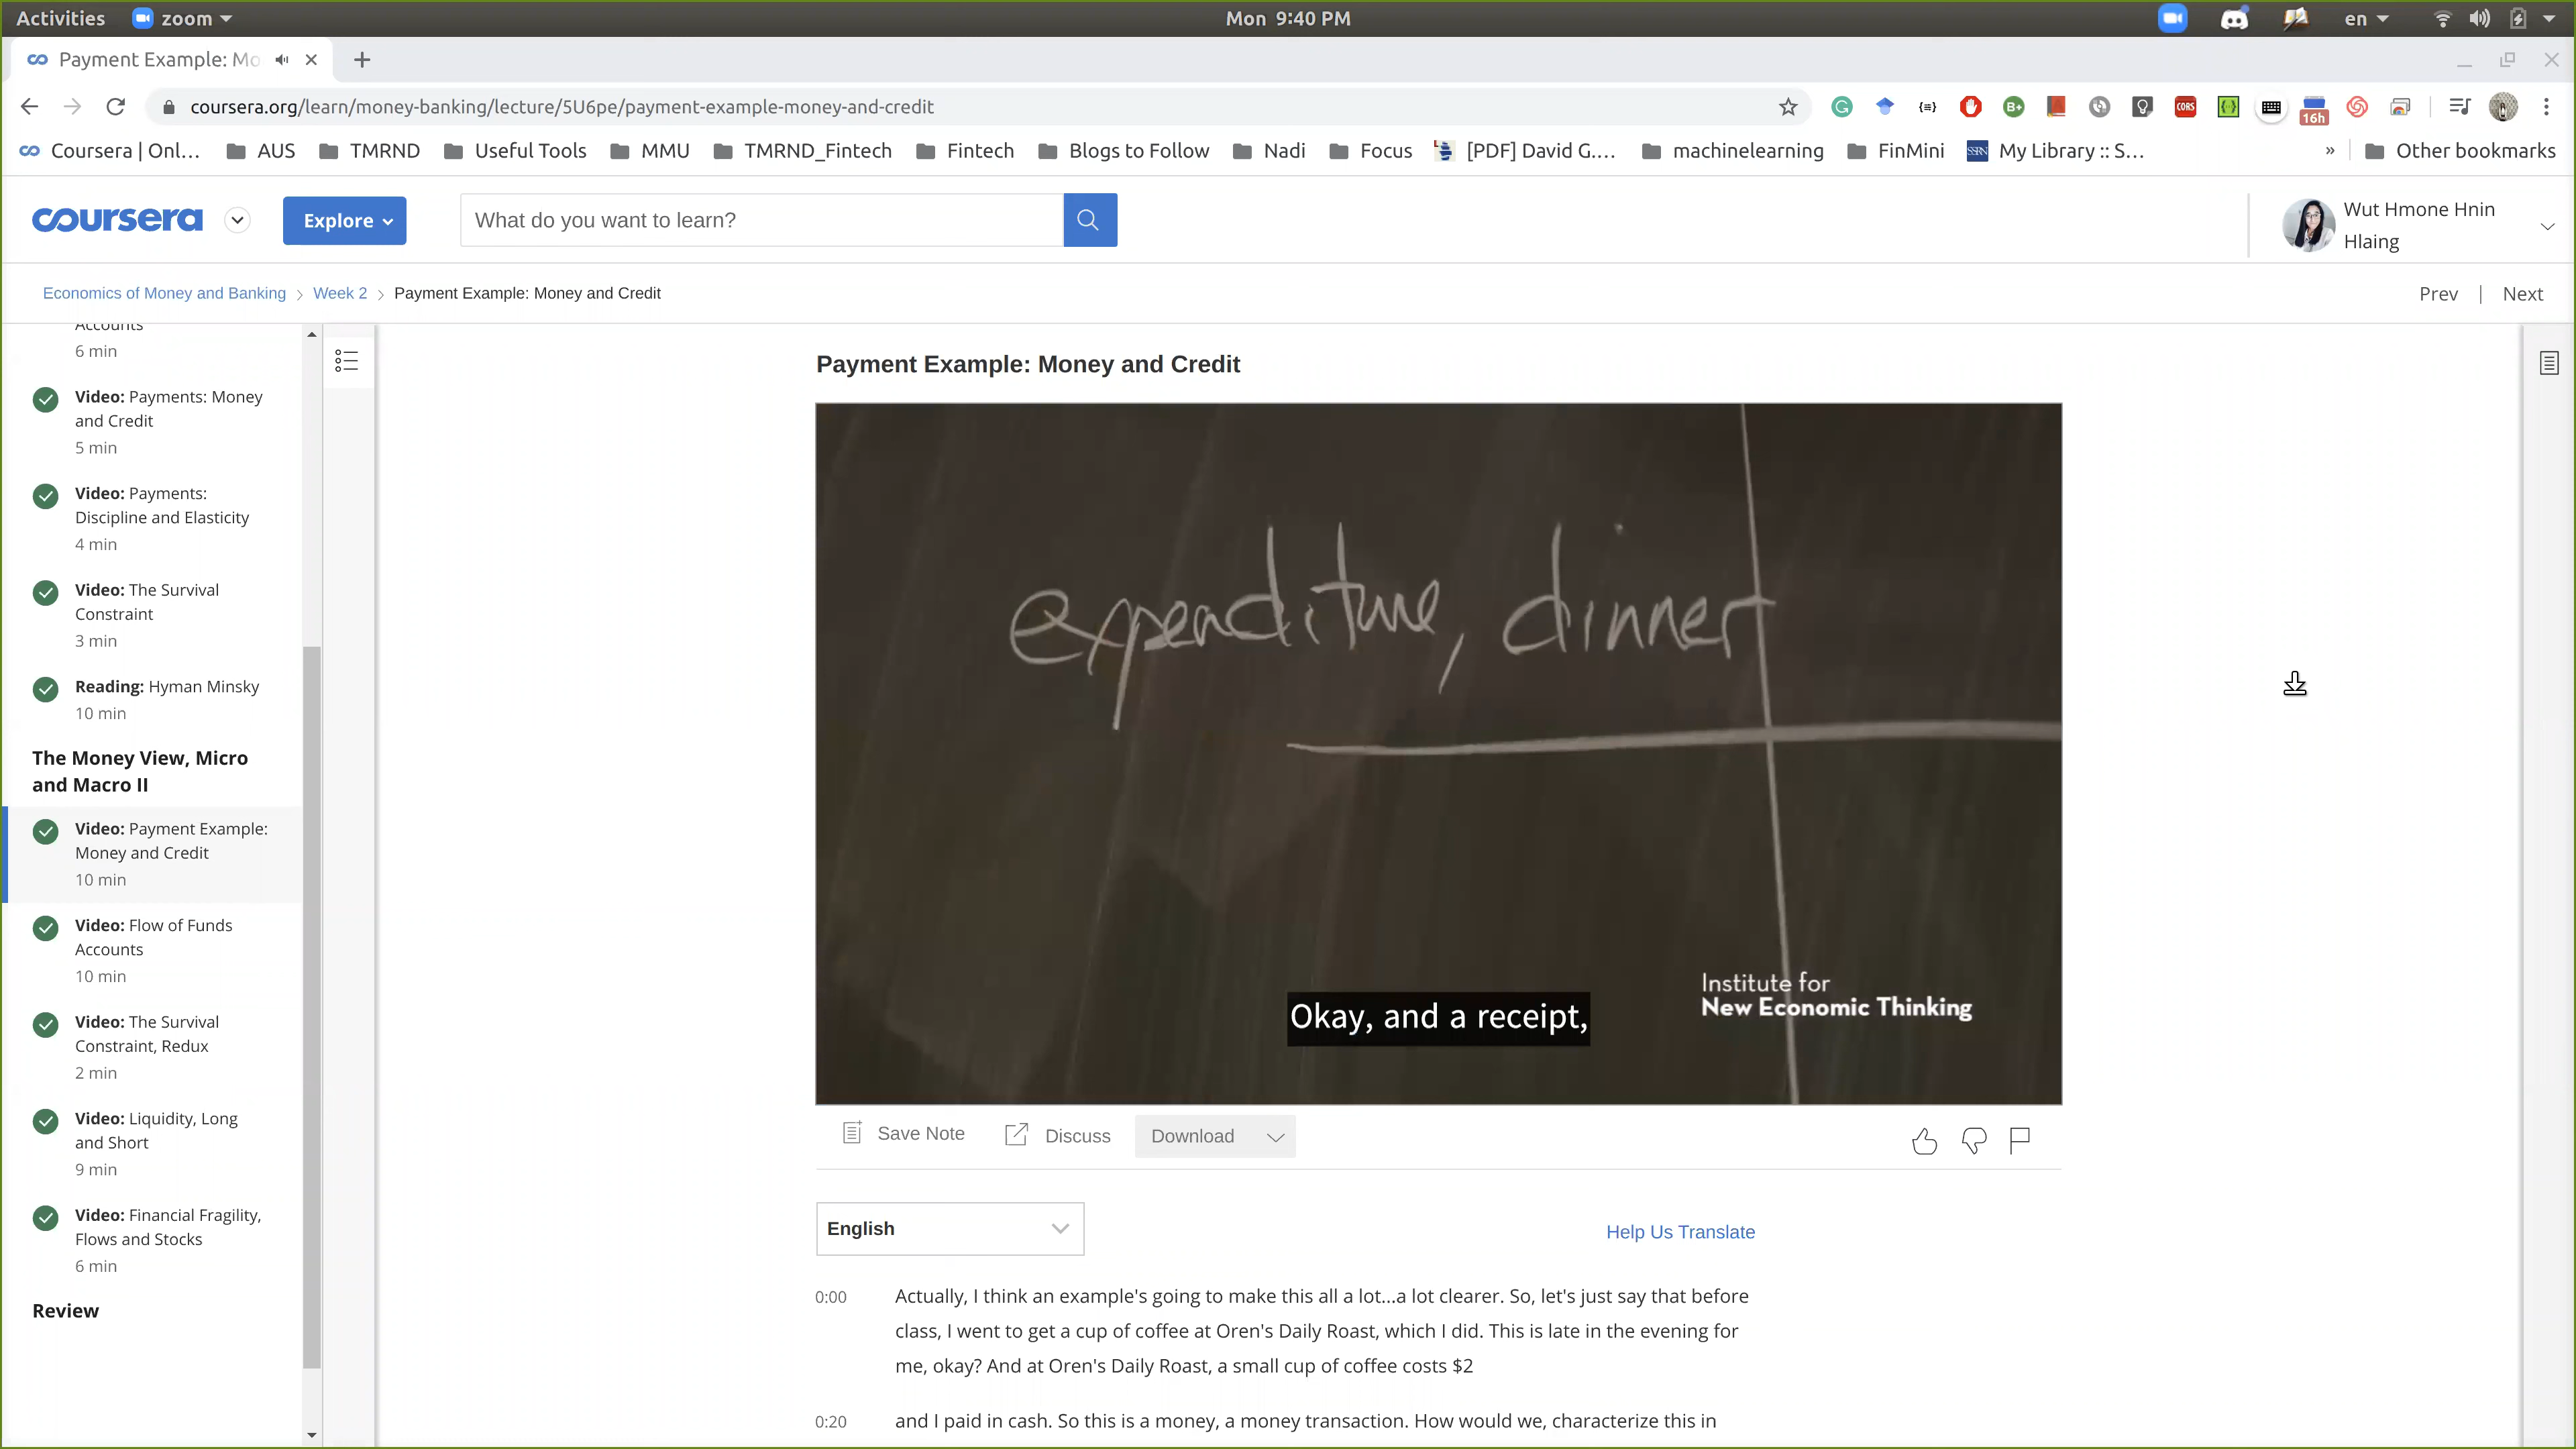 Activities zoom Mon 9:40 PM en
Payment Example: Mo
coursera.org/learn/money-banking/lecture/5U6pe/payment-example-money-and-credit
16h
Coursera | Onl... AUS TMRND Useful Tools MMU TMRND_Fintech Fintech Blogs to Follow Nadi Focus [PDF] David G.... machinelearning FinMini My Library :: S... » Other bookmarks
coursera Explore What do you want to learn? Wut Hmone Hnin
Hlaing
Economics of Money and Banking > Week 2 > Payment Example: Money and Credit Prev | Next
Accounts
6 min
Video: Payments: Money
and Credit
5 min
Video: Payments:
Discipline and Elasticity
4 min
Video: The Survival
Constraint
3 min
Reading: Hyman Minsky
10 min
The Money View, Micro
and Macro II
Video: Payment Example:
Money and Credit
10 min
Video: Flow of Funds
Accounts
10 min
Video: The Survival
Constraint, Redux
2 min
Video: Liquidity, Long
and Short
9 min
Video: Financial Fragility,
Flows and Stocks
6 min
Review
Payment Example: Money and Credit
expenditure, dinner
Institute for
New Economic Thinking
Okay, and a receipt,
Save Note Discuss Download
English Help Us Translate
0:00 Actually, I think an example's going to make this all a lot...a lot clearer. So, let's just say that before
class, I went to get a cup of coffee at Oren's Daily Roast, which I did. This is late in the evening for
me, okay? And at Oren's Daily Roast, a small cup of coffee costs $2
0:20 and I paid in cash. So this is a money, a money transaction. How would we, characterize this in